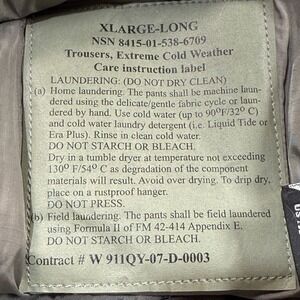 XLARGE-LONG
NSN 8415-01-538-6709
Trousers, Extreme Cold Weather
Care instruction label
LAUNDERING: (DO NOT DRY CLEAN)
(a) Home laundering. The pants shall be machine laun-
dered using the delicate/gentle fabric cycle or laun-
dered by hand. Use cold water (up to 90°F/32° C)
and cold water laundry detergent (i.e. Liquid Tide or
Era Plus). Rinse in clean cold water.
DO NOT STARCH OR BLEACH.
Dry in a tumble dryer at temperature not exceeding
130° F/54° C as degradation of the component
materials will result. Avoid over drying. To drip dry,
place on a rustproof hanger.
DO NOT PRESS.
(b) Field laundering. The pants shall be field laundered
using Formula II of FM 42-414 Appendix E.
DO NOT STARCH OR BLEACH.
Contract # W 911QY-07-D-0003